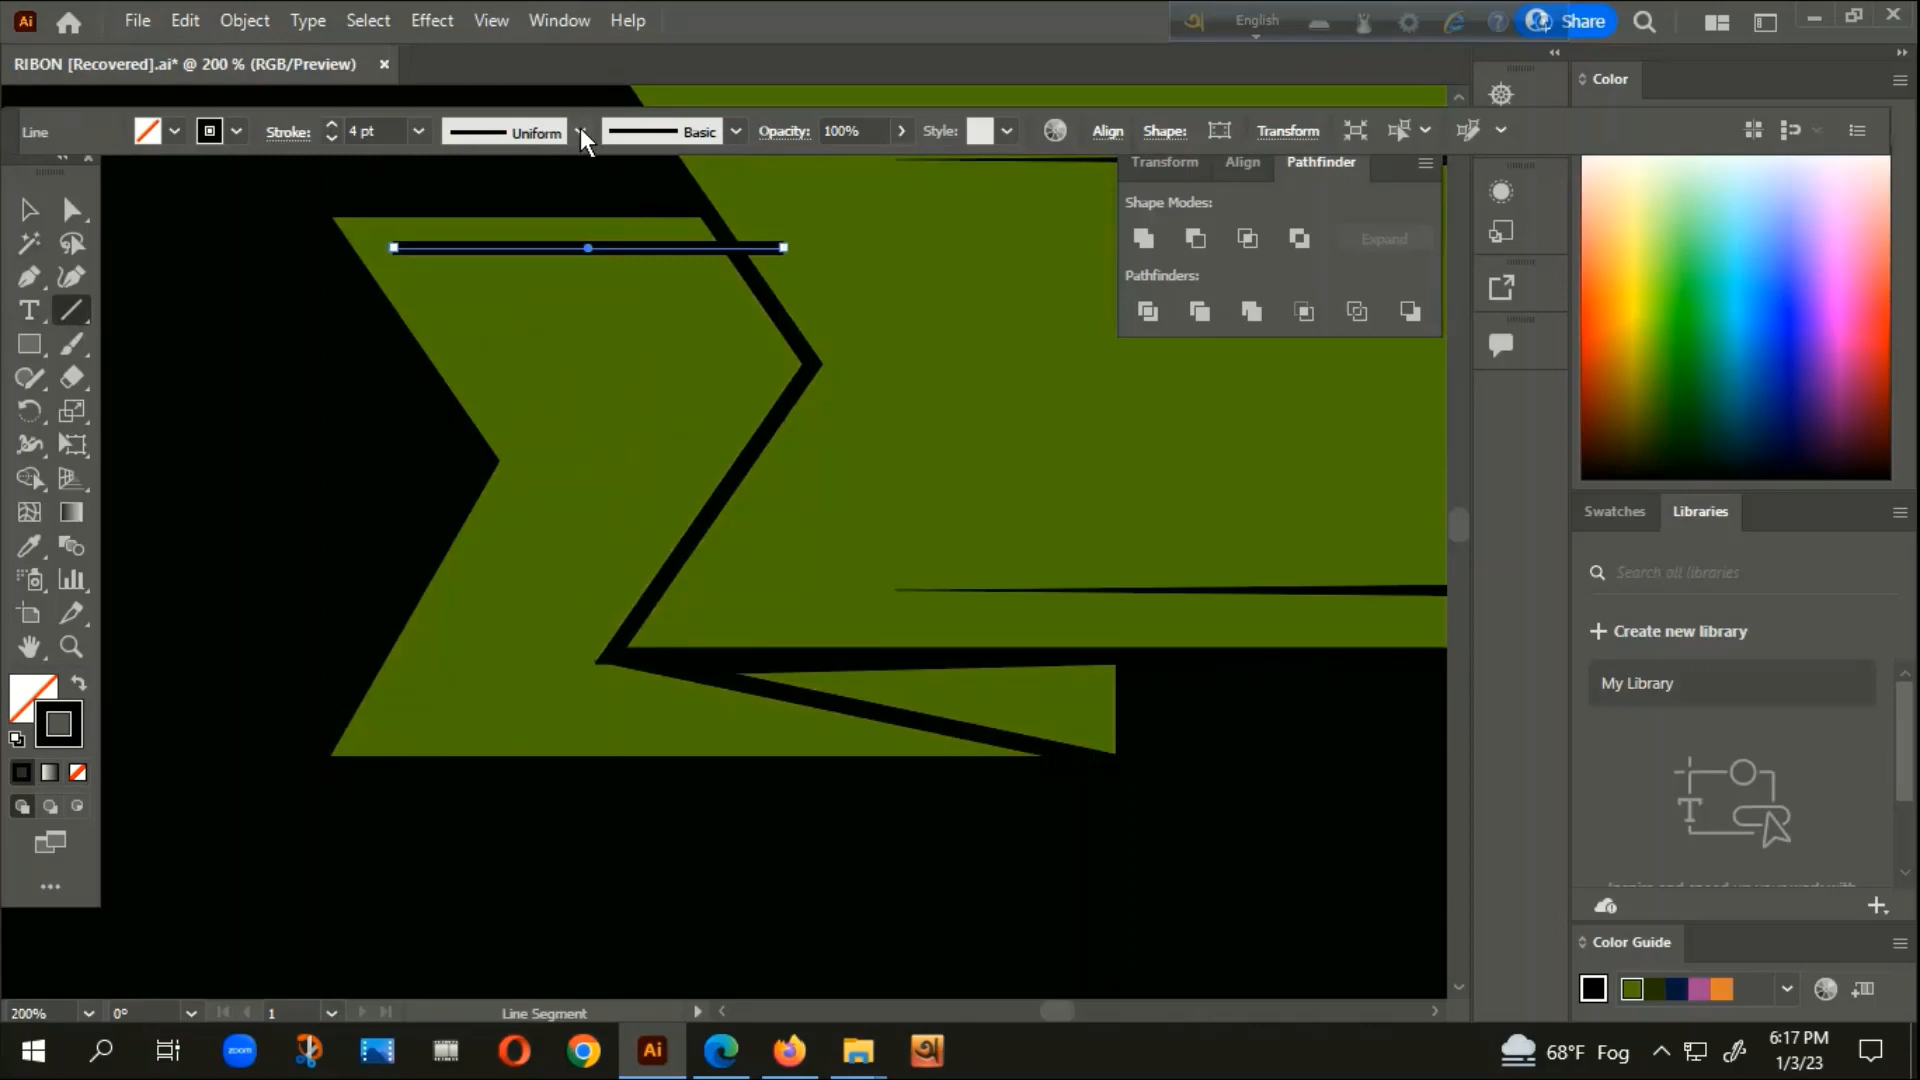 Ai
File Edit Object Type Select Effect View Window Help
English
Share
RIBON [Recovered].ai* @ 200 % (RGB/Preview) ×
Line
Stroke: 4 pt
Uniform
Basic
Opacity: 100%
Style:
Align Shape: Transform
Color
Transform Align Pathfinder
Shape Modes:
Expand
Pathfinders:
Swatches Libraries
Search all libraries
Create new library
My Library
Color Guide
200% 0° 1 Line Segment
zoom
Ai
68°F Fog
6:17 PM
1/3/23